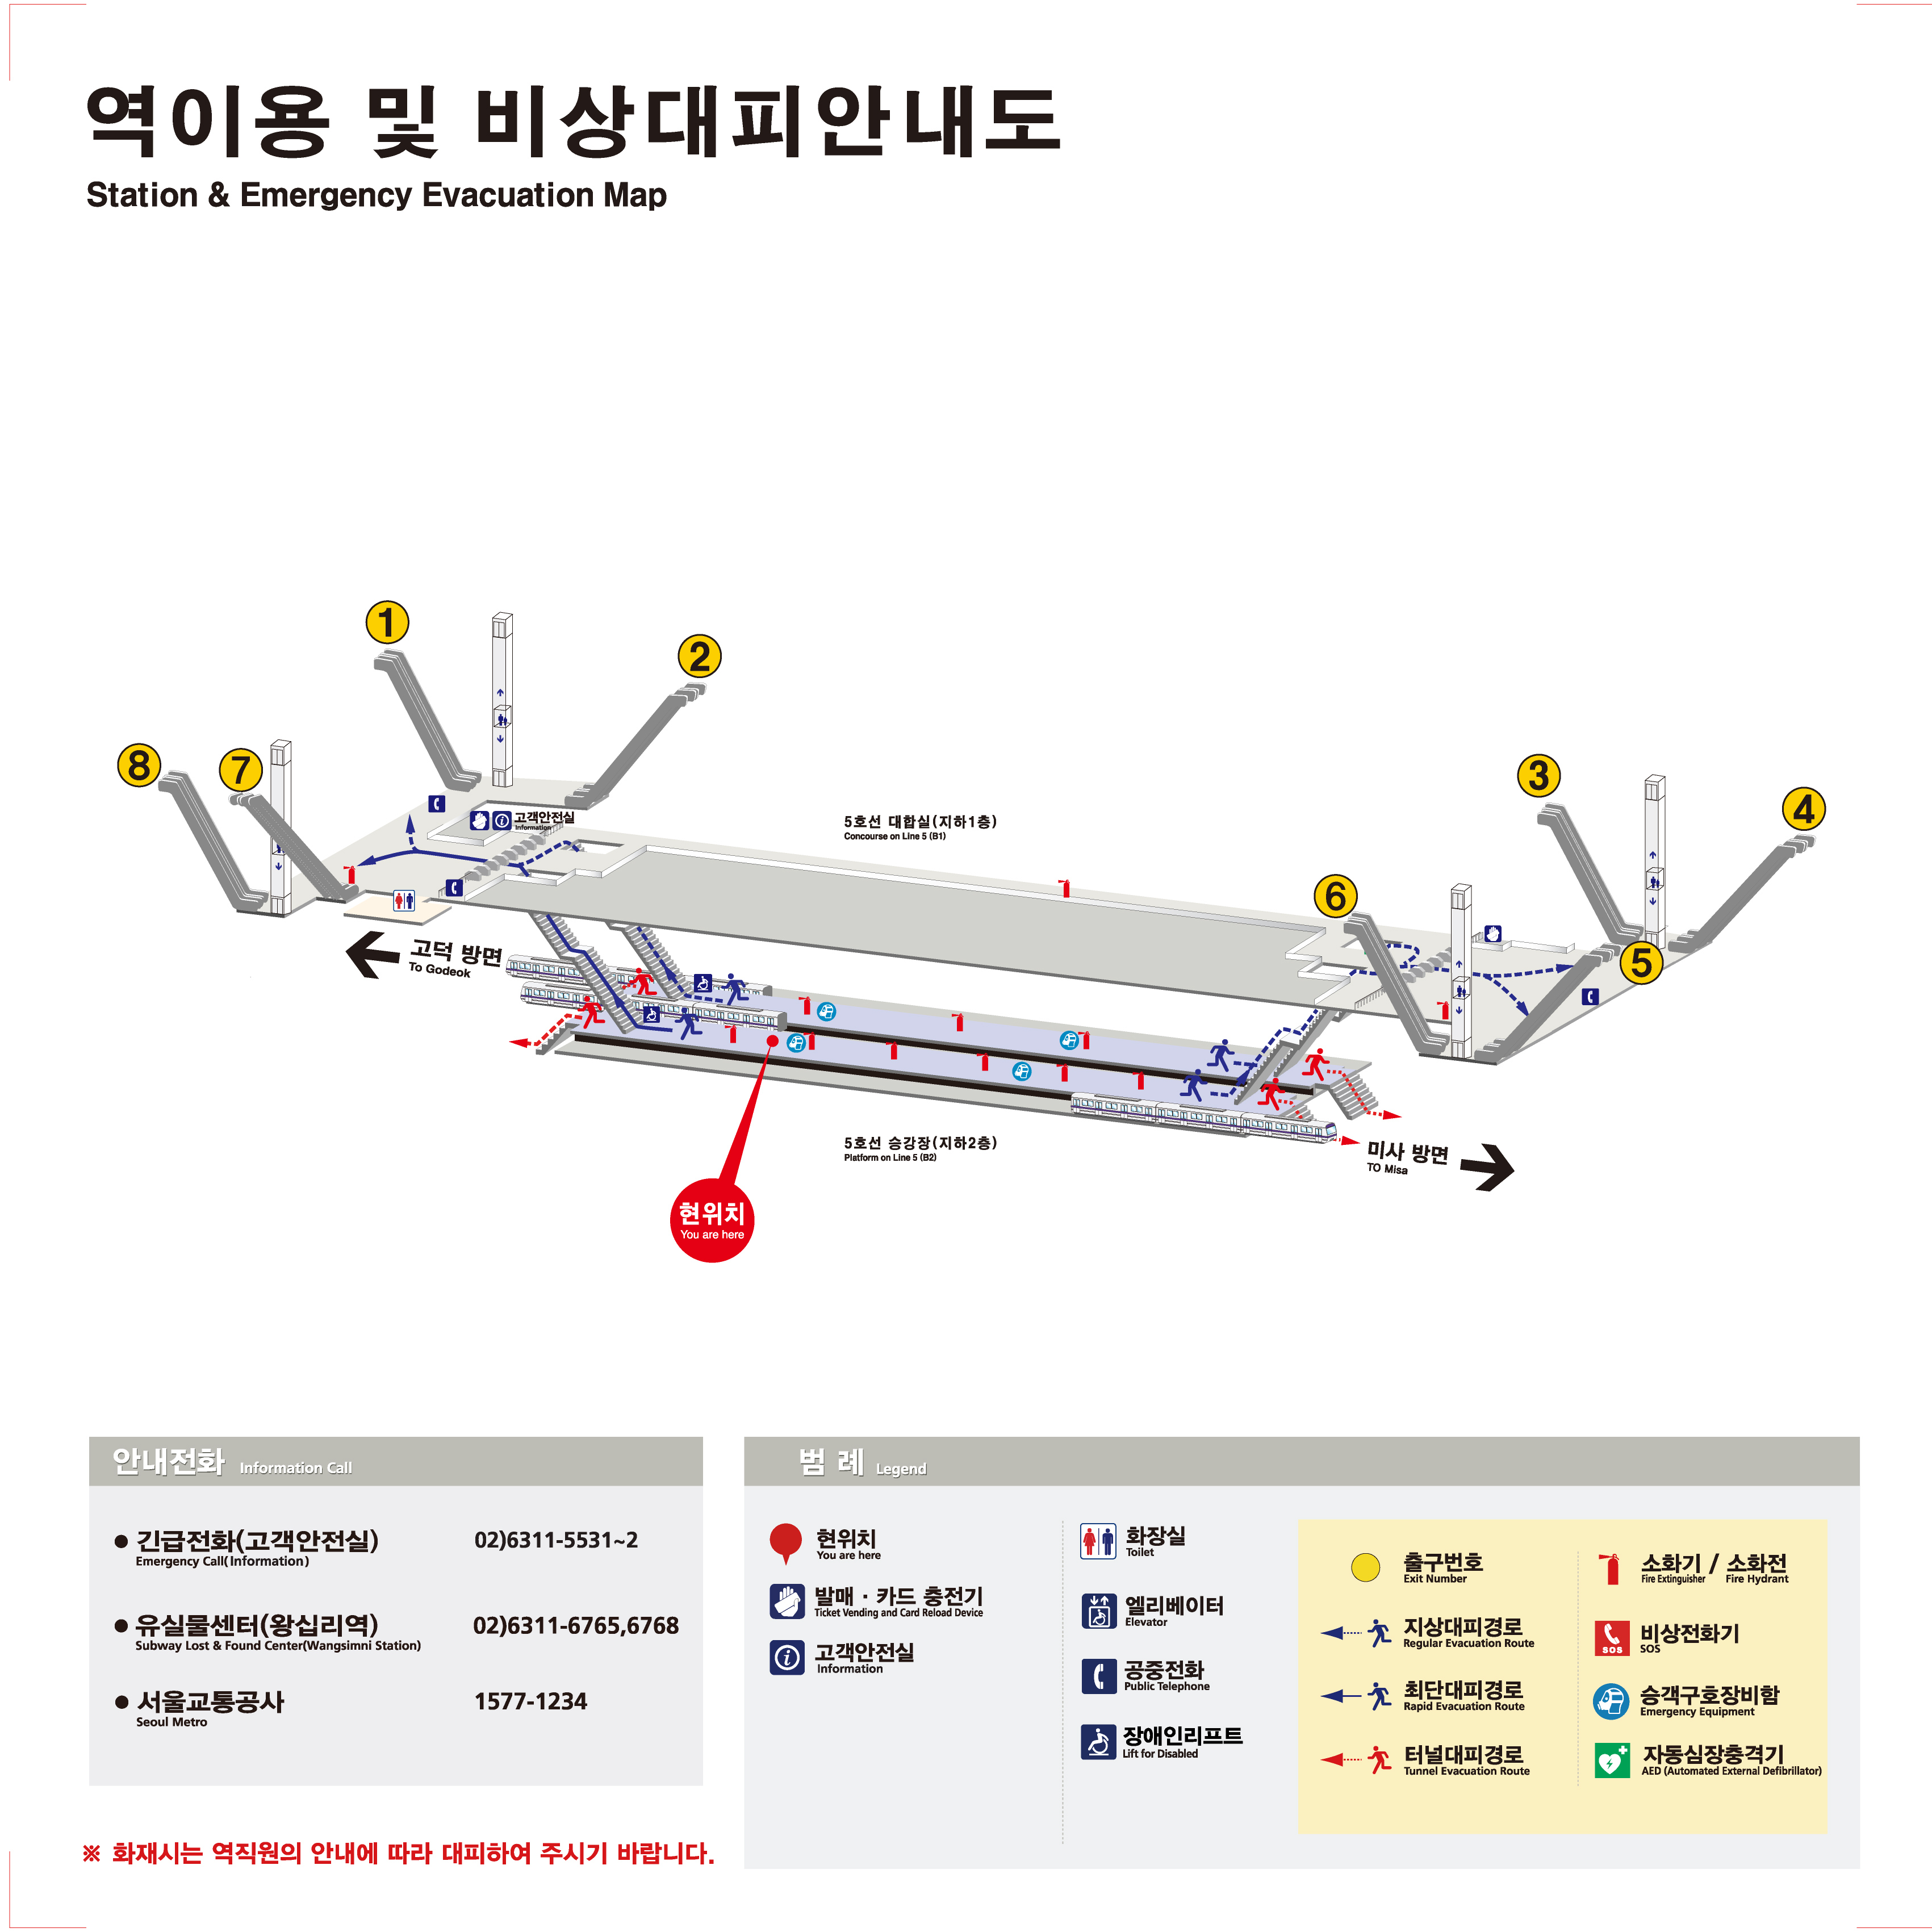 역이용 및 비상대피안내도
Station & Emergency Evacuation Map
1
2
8
7
3
4
6
5
고객안전실
Information
5호선 대합실(지하1층)
Concourse on Line 5 (B1)
고덕 방면
To Godeok
5호선 승강장(지하2층)
Platform on Line 5 (B2)
미사 방면
TO Misa
현위치
You are here
안내전화 Information Call
긴급전화(고객안전실) 02)6311-5531~2
Emergency Call(Information)
유실물센터(왕십리역) 02)6311-6765,6768
Subway Lost & Found Center(Wangsimni Station)
서울교통공사 1577-1234
Seoul Metro
※ 화재시는 역직원의 안내에 따라 대피하여 주시기 바랍니다.
범 례 Legend
현위치
You are here
발매 · 카드 충전기
Ticket Vending and Card Reload Device
고객안전실
Information
화장실
Toilet
엘리베이터
Elevator
공중전화
Public Telephone
장애인리프트
Lift for Disabled
출구번호
Exit Number
지상대피경로
Regular Evacuation Route
최단대피경로
Rapid Evacuation Route
터널대피경로
Tunnel Evacuation Route
소화기 / 소화전
Fire Extinguisher Fire Hydrant
SOS
비상전화기
SOS
승객구호장비함
Emergency Equipment
자동심장충격기
AED (Automated External Defibrillator)